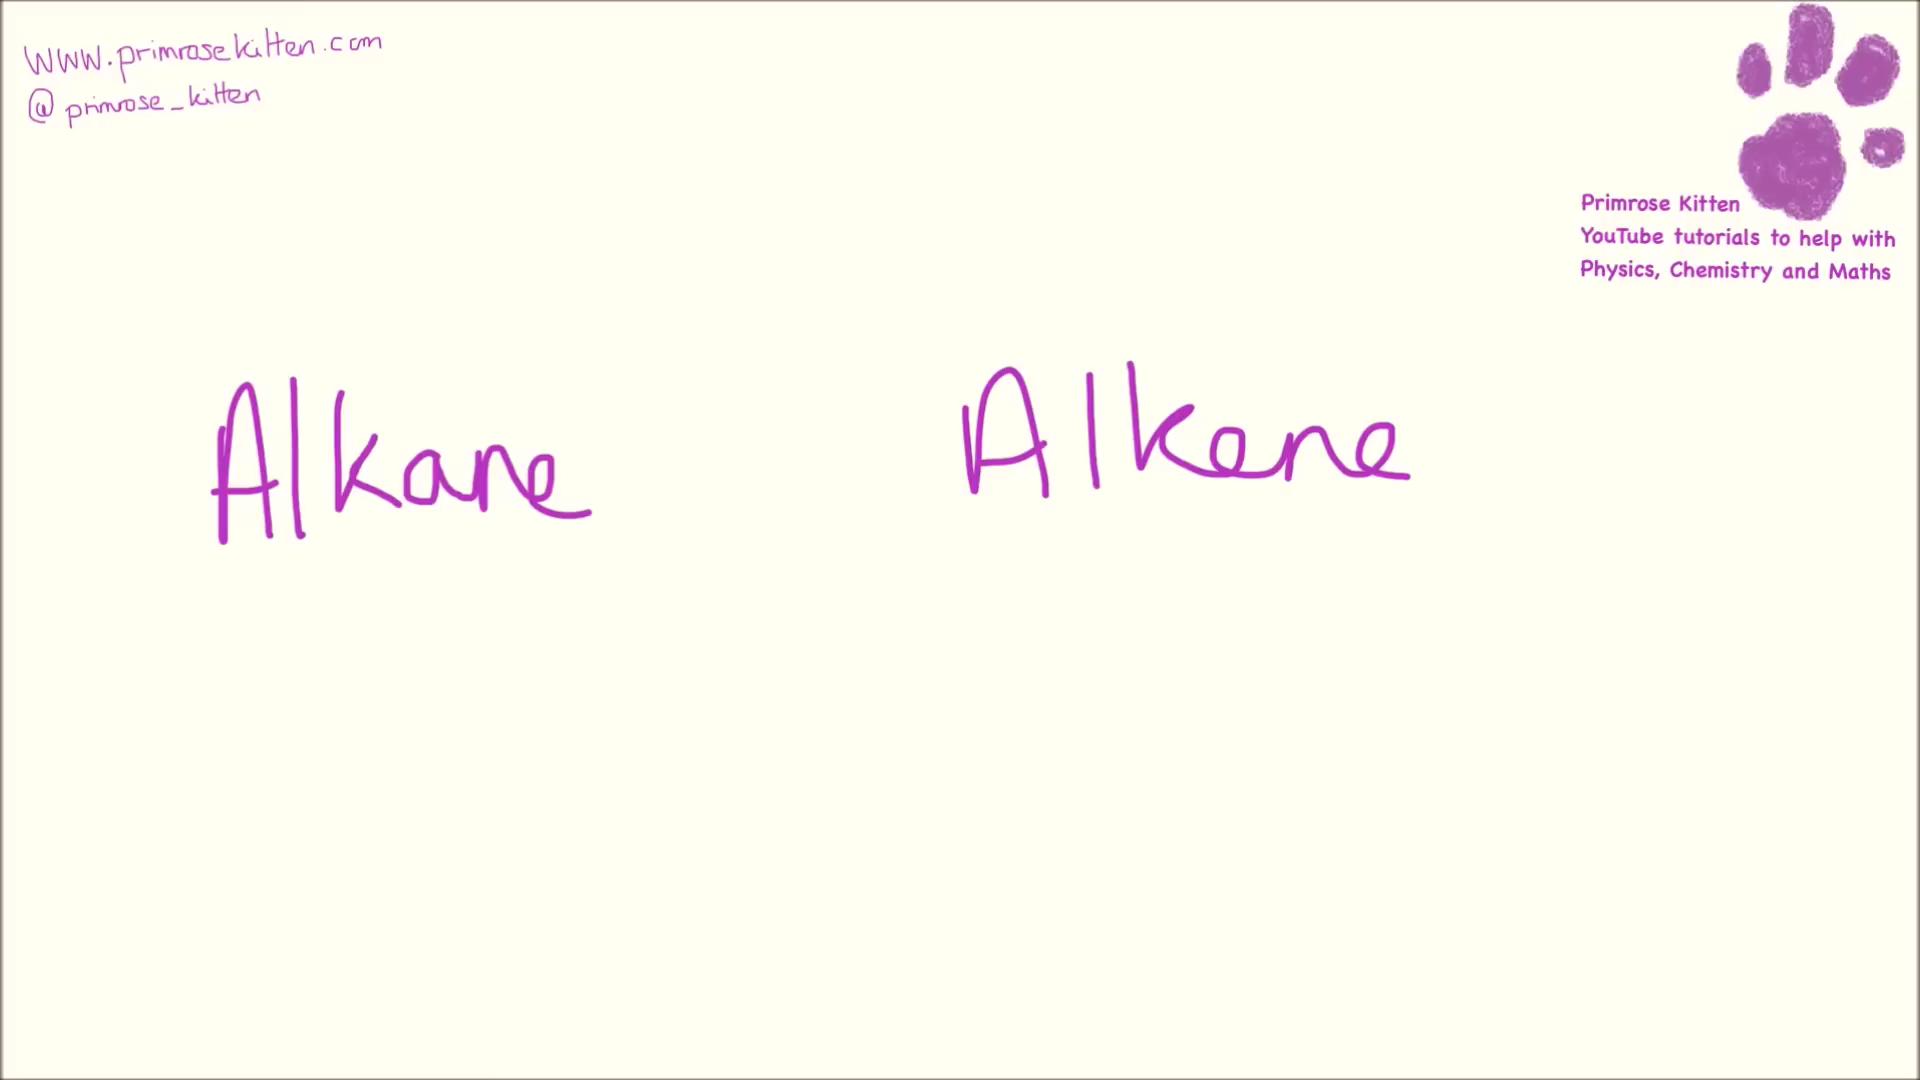 www.primrosekitten.com
@primrose_kitten
Primrose Kitten
YouTube tutorials to help with
Physics, Chemistry and Maths
Alkane
Alkene